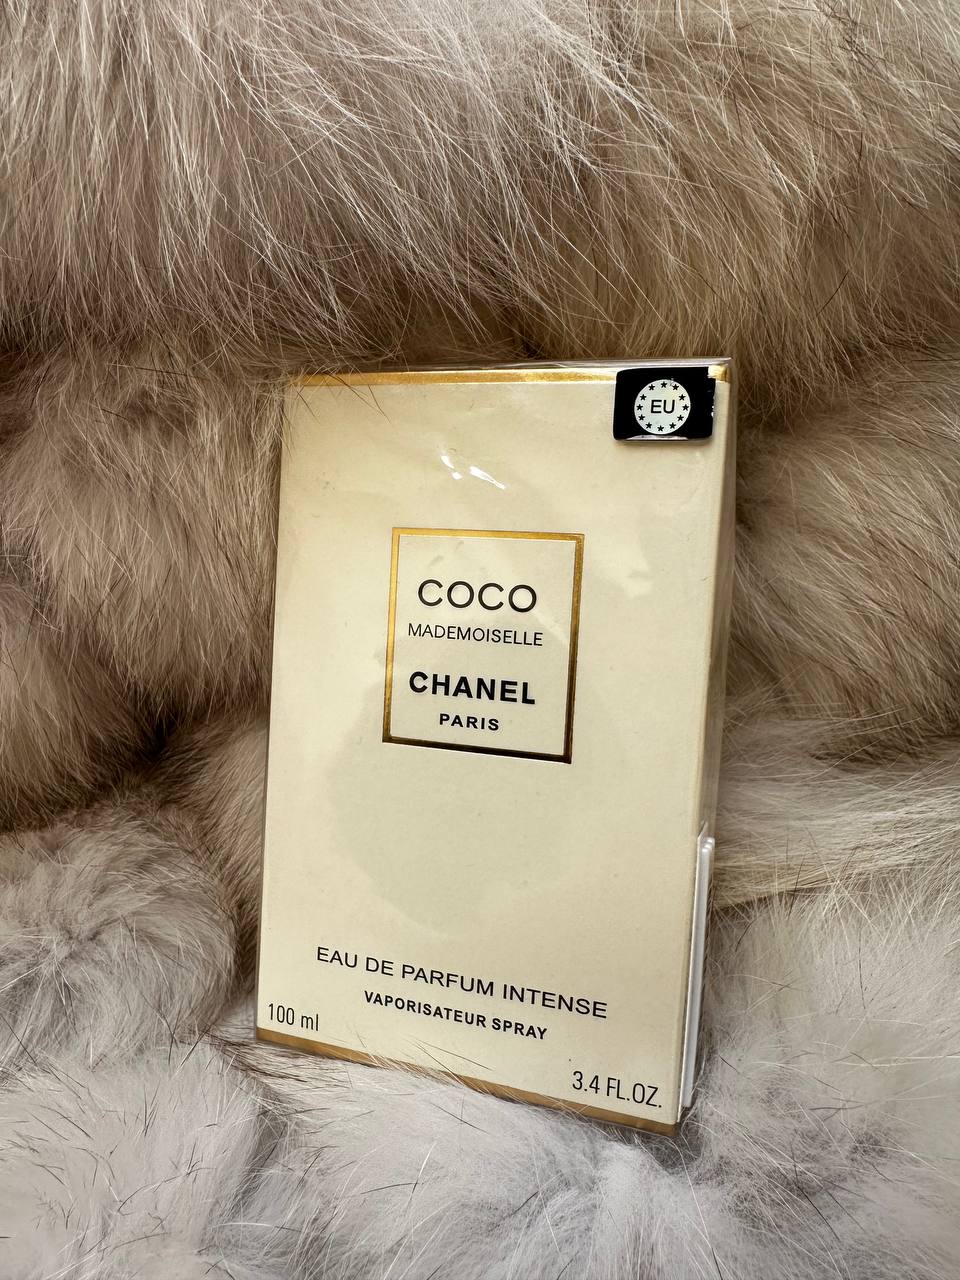 EU
COCO
MADEMOISELLE
CHANEL
PARIS
EAU DE PARFUM INTENSE
VAPORISATEUR SPRAY
100 ml
3.4 FL.OZ.